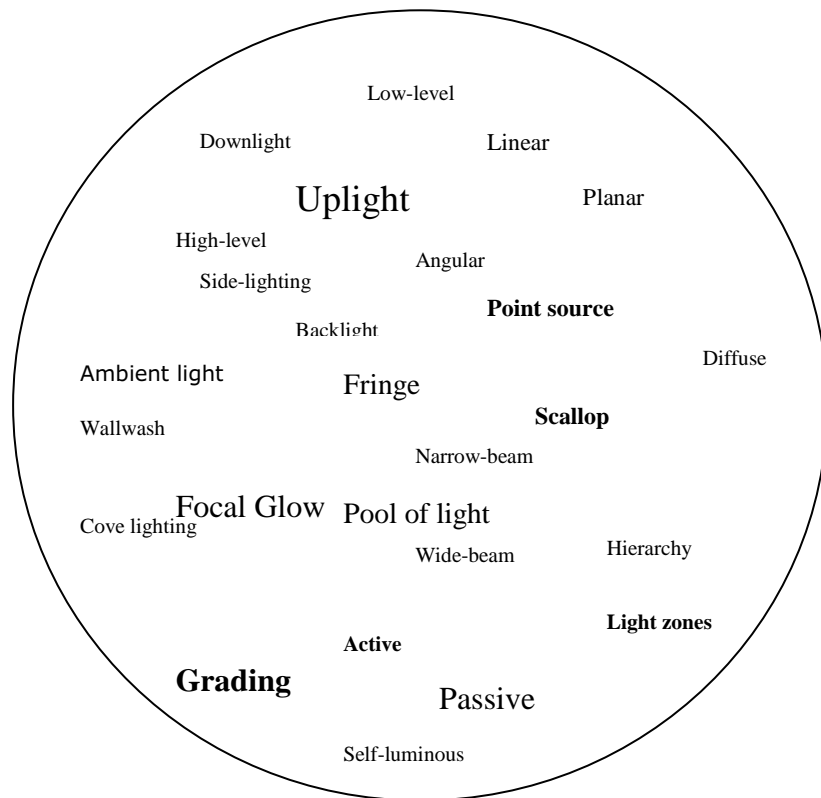 Low-level
Downlight
Linear
Uplight
Planar
High-level
Angular
Side-lighting
Point source
Backlight
Diffuse
Ambient light
Fringe
Scallop
Wallwash
Narrow-beam
Focal Glow
Pool of light
Cove lighting
Wide-beam
Hierarchy
Light zones
Active
Grading
Passive
Self-luminous